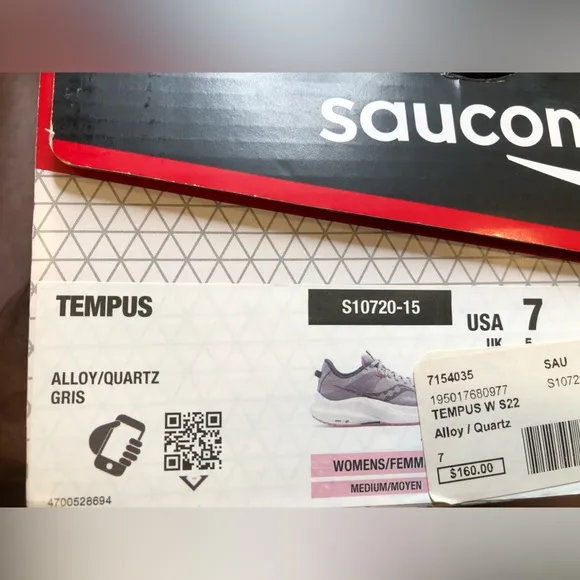 saucon
TEMPUS
S10720-15
USA 7
UK 5
ALLOY/QUARTZ
GRIS
WOMENS/FEMM
MEDIUM/MOYEN
4700528694
7154035 SAU
195017680977 S1072
TEMPUS W S22
Alloy / Quartz
7
$160.00